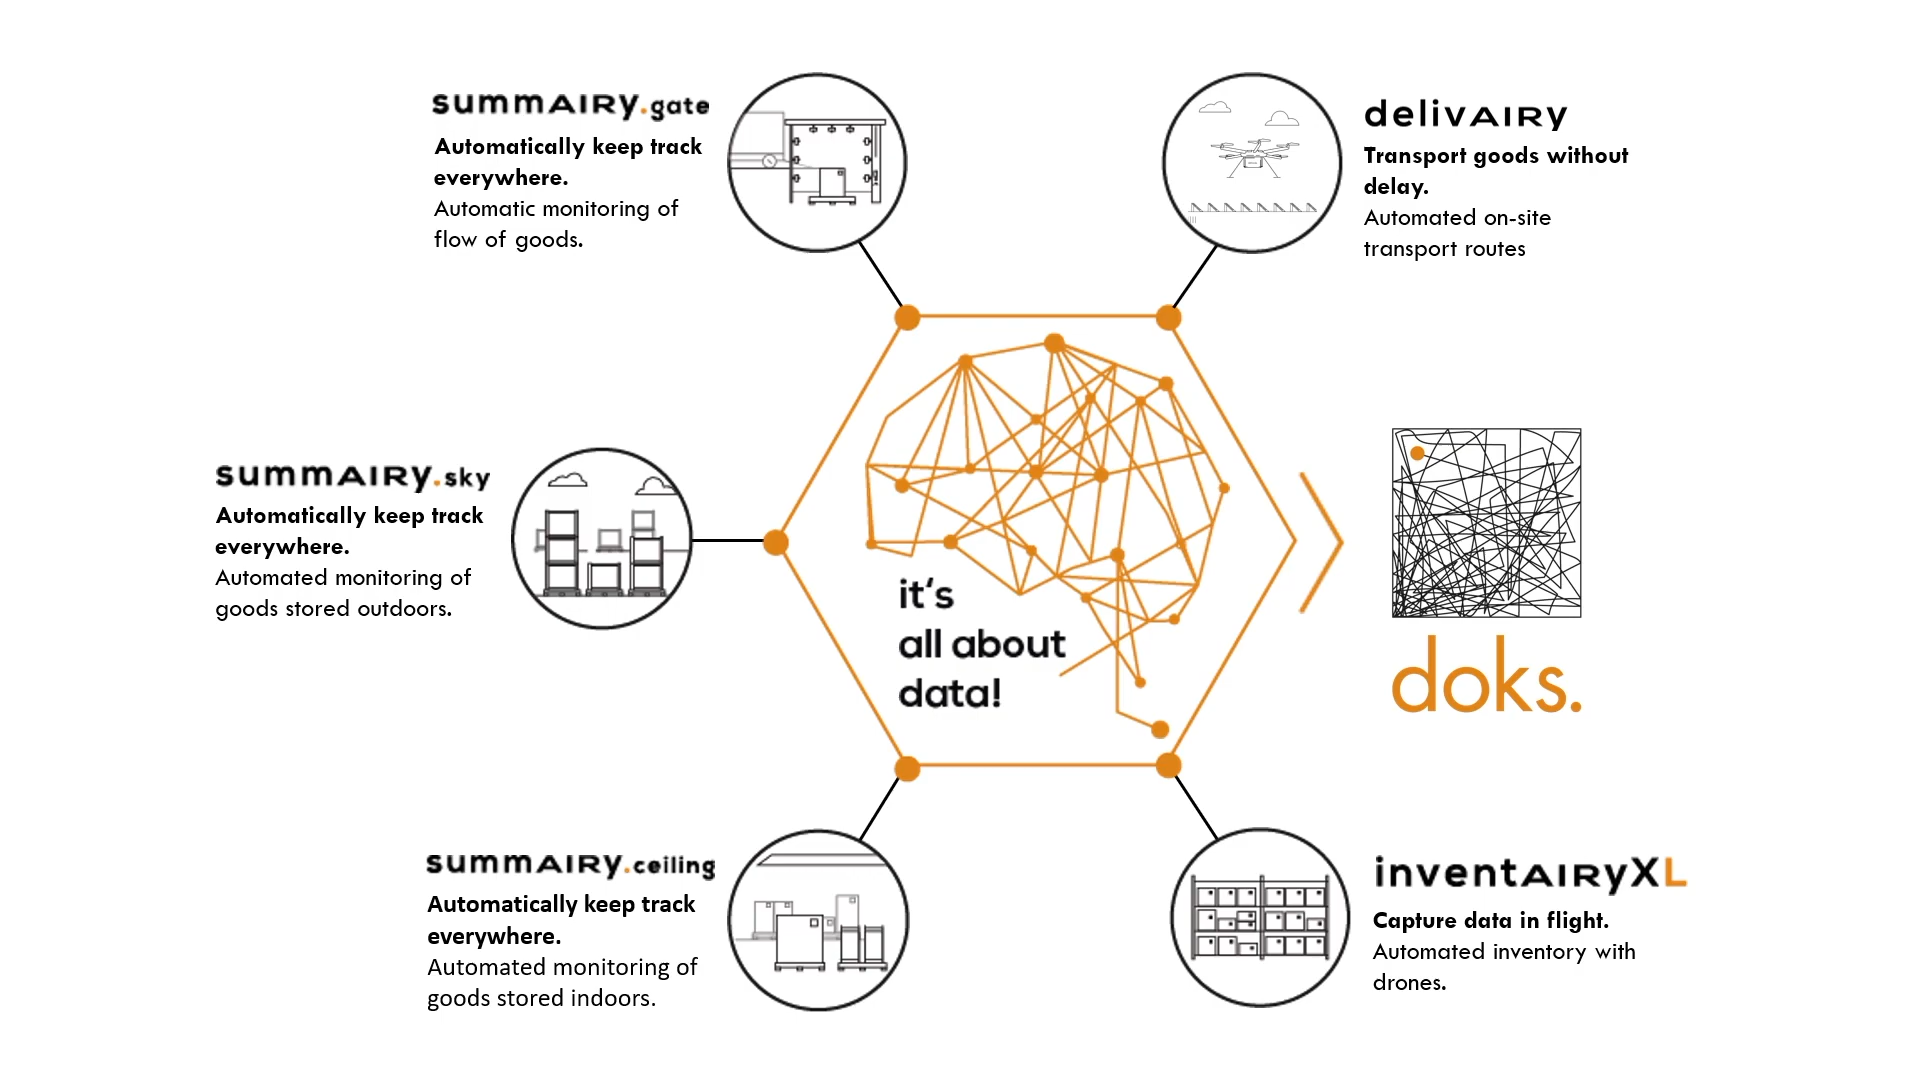 summAIRy.gate
Automatically keep track
everywhere.
Automatic monitoring of
flow of goods.
delivAIRy
Transport goods without
delay.
Automated on-site
transport routes
summAIRy.sky
Automatically keep track
everywhere.
Automated monitoring of
goods stored outdoors.
it‘s
all about
data!
doks.
summAIRy.ceiling
Automatically keep track
everywhere.
Automated monitoring of
goods stored indoors.
inventAIRyXL
Capture data in flight.
Automated inventory with
drones.